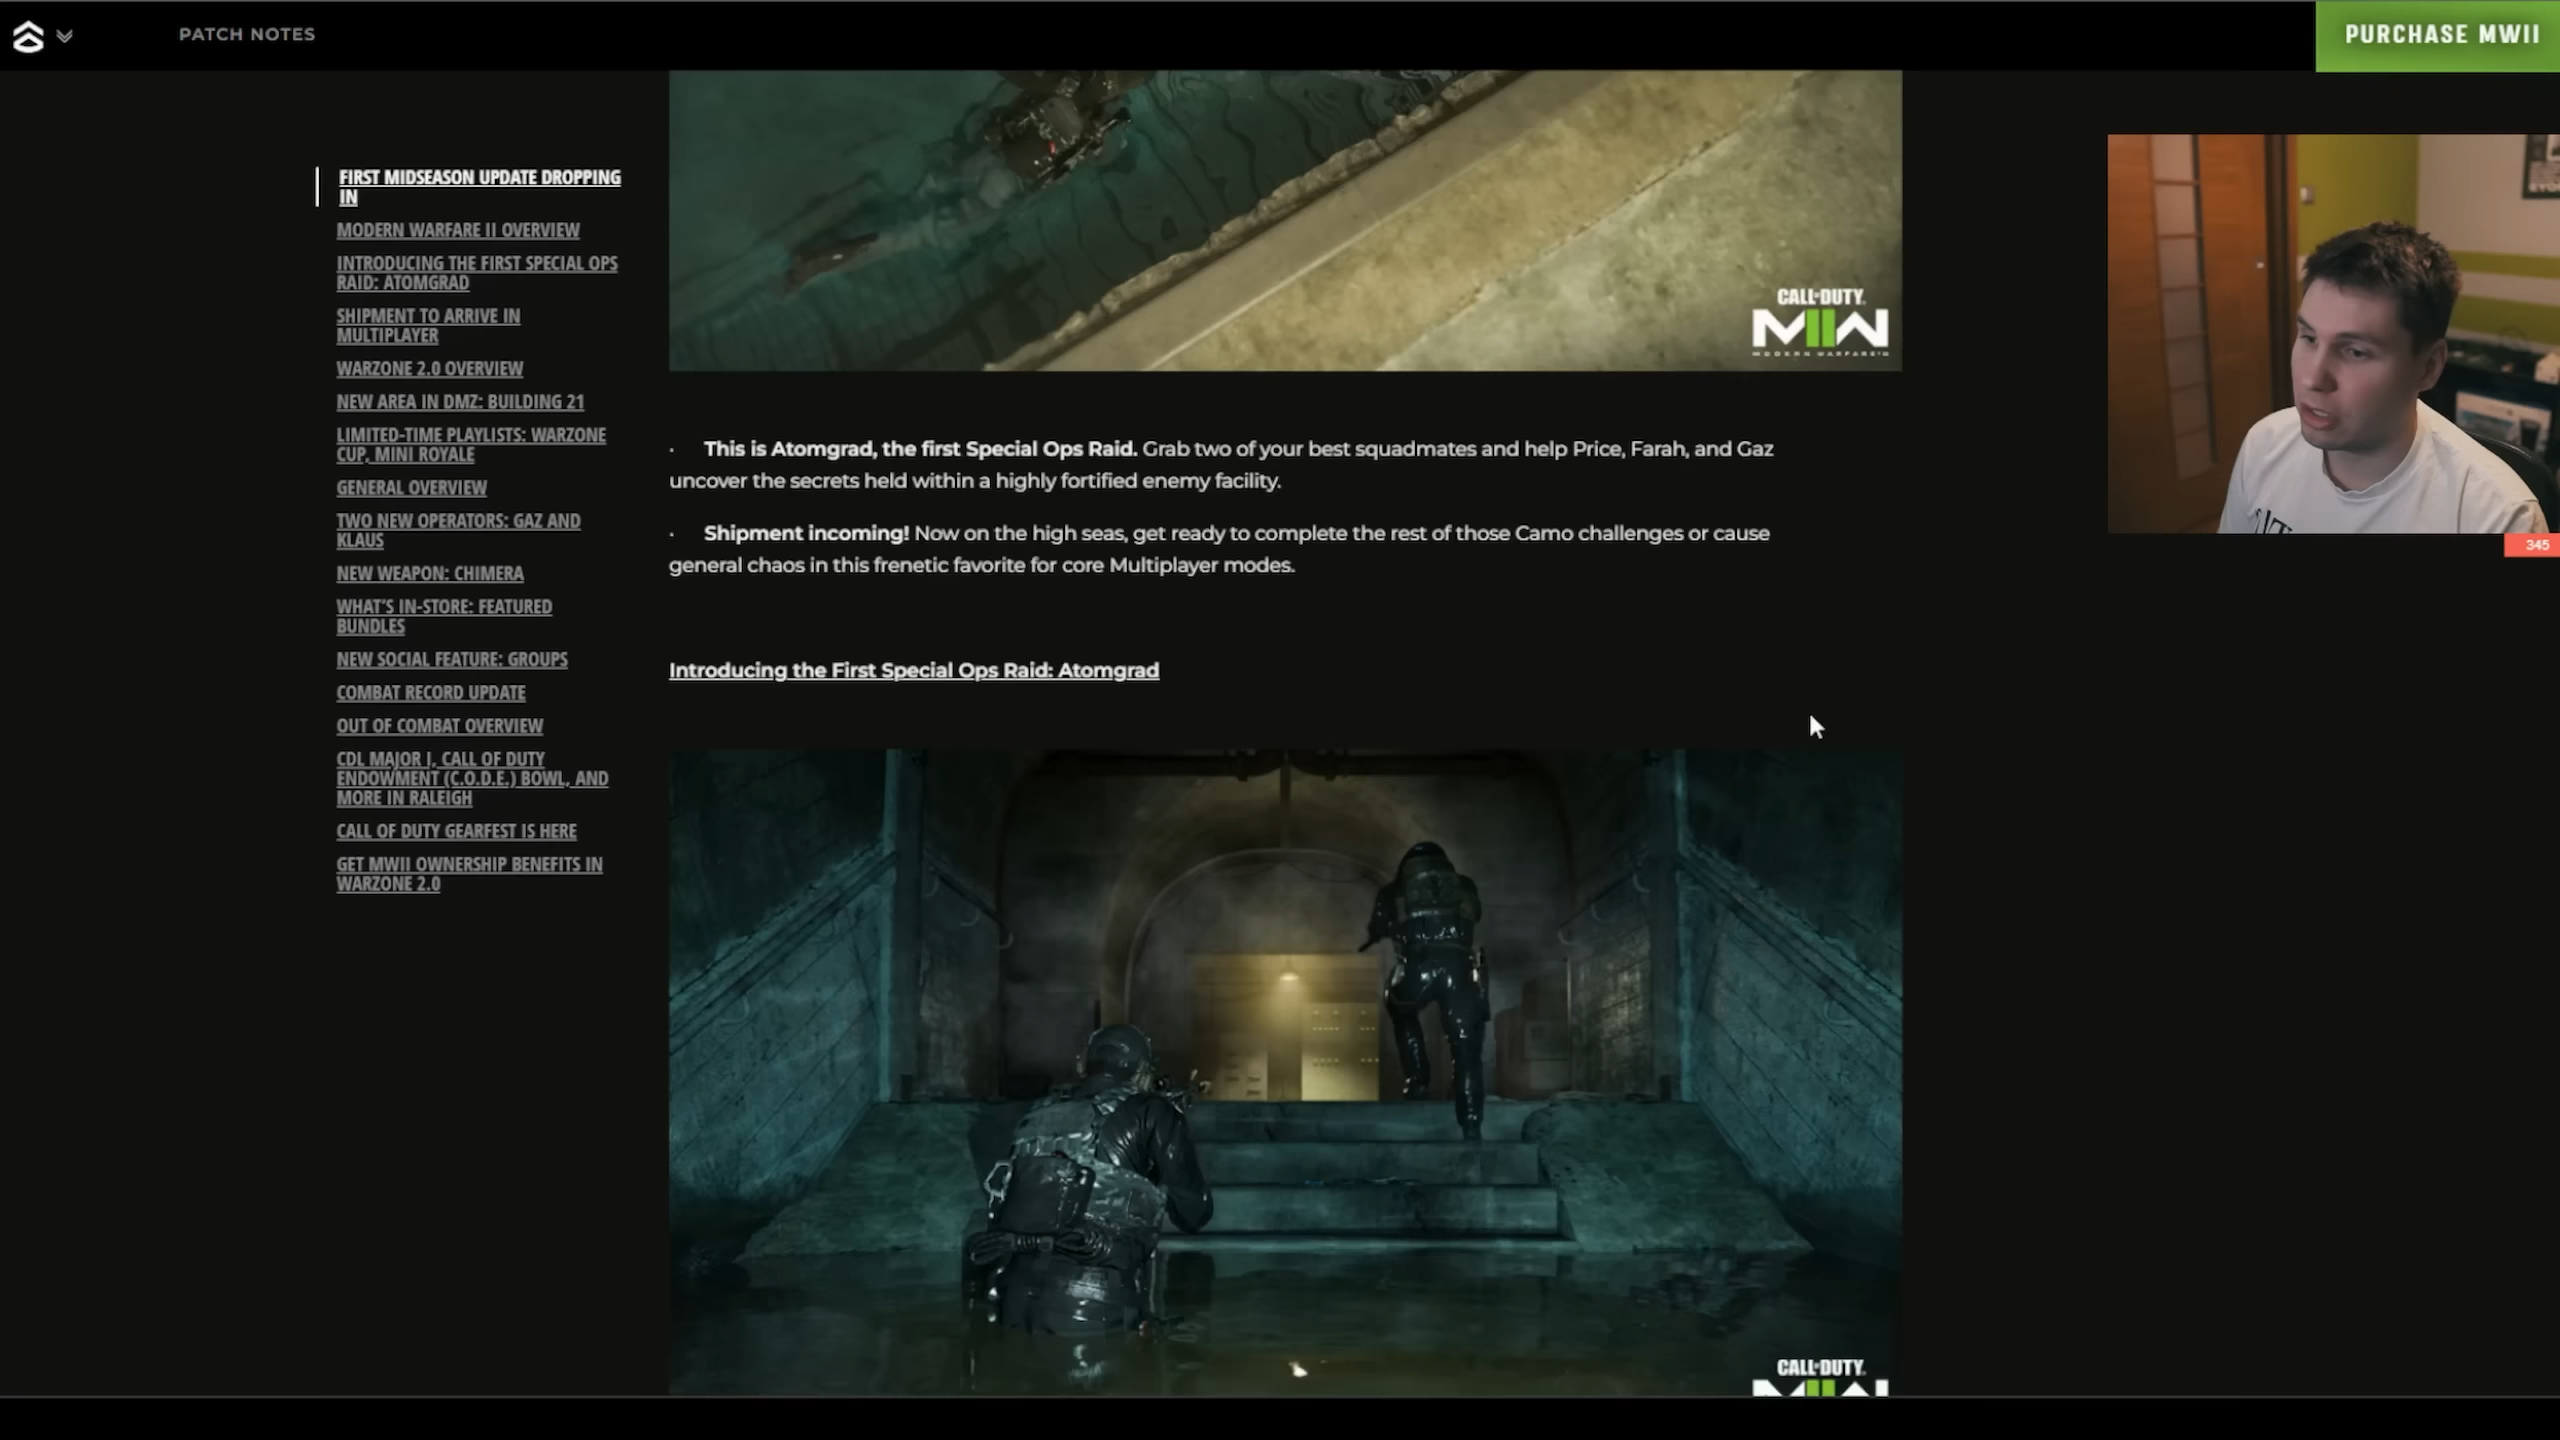 PATCH NOTES
PURCHASE MWII
FIRST MIDSEASON UPDATE DROPPING
IN
MODERN WARFARE II OVERVIEW
INTRODUCING THE FIRST SPECIAL OPS
RAID: ATOMGRAD
SHIPMENT TO ARRIVE IN
MULTIPLAYER
WARZONE 2.0 OVERVIEW
NEW AREA IN DMZ: BUILDING 21
LIMITED-TIME PLAYLISTS: WARZONE
CUP, MINI ROYALE
GENERAL OVERVIEW
TWO NEW OPERATORS: GAZ AND
KLAUS
NEW WEAPON: CHIMERA
WHAT'S IN-STORE: FEATURED
BUNDLES
NEW SOCIAL FEATURE: GROUPS
COMBAT RECORD UPDATE
OUT OF COMBAT OVERVIEW
CDL MAJOR I, CALL OF DUTY
ENDOWMENT (C.O.D.E.) BOWL, AND
MORE IN RALEIGH
CALL OF DUTY GEARFEST IS HERE
GET MWII OWNERSHIP BENEFITS IN
WARZONE 2.0
CALL OF DUTY
MWII
MODERN WARFARE II
· This is Atomgrad, the first Special Ops Raid. Grab two of your best squadmates and help Price, Farah, and Gaz
uncover the secrets held within a highly fortified enemy facility.
· Shipment incoming! Now on the high seas, get ready to complete the rest of those Camo challenges or cause
general chaos in this frenetic favorite for core Multiplayer modes.
Introducing the First Special Ops Raid: Atomgrad
CALL OF DUTY
345